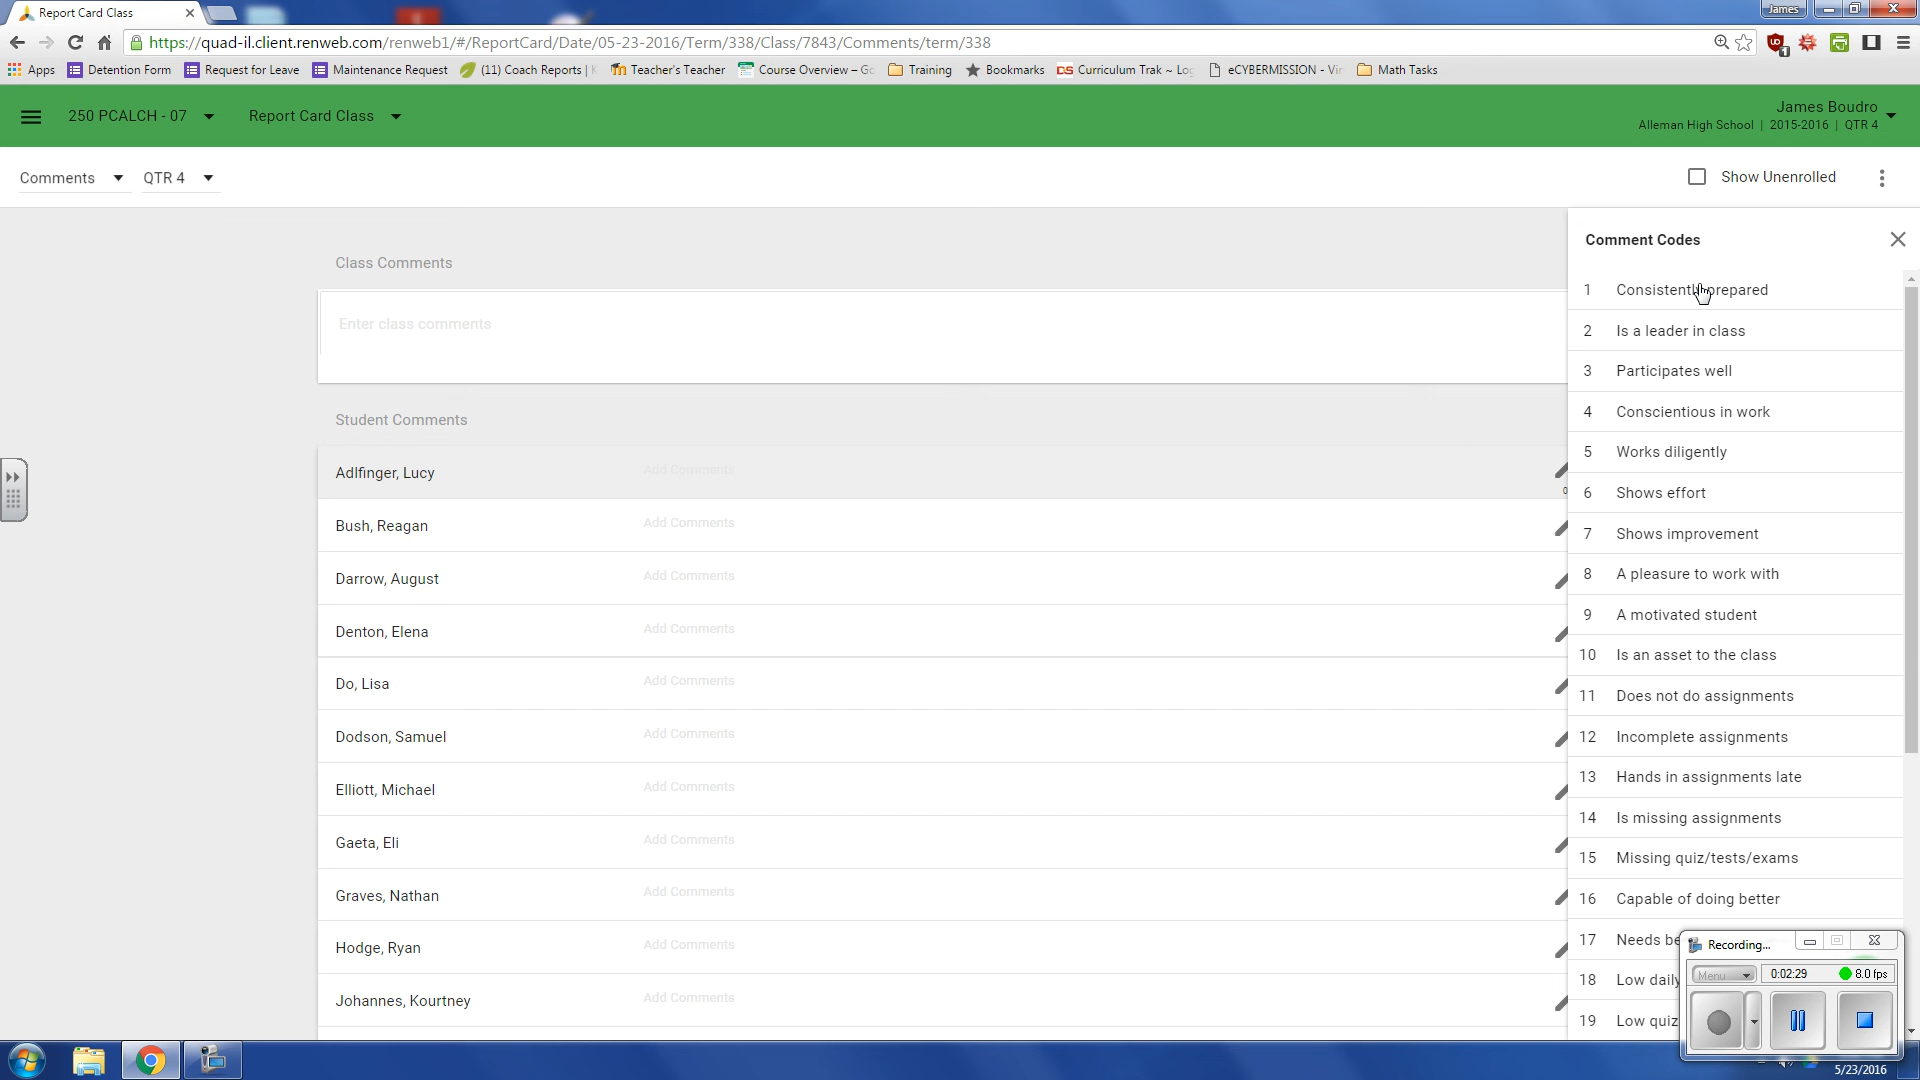 Report Card Class
James
https://quad-il.client.renweb.com/renweb1/#/ReportCard/Date/05-23-2016/Term/338/Class/7843/Comments/term/338
Apps Detention Form Request for Leave Maintenance Request (11) Coach Reports | Teacher's Teacher Course Overview – Go Training Bookmarks DS Curriculum Trak ~ Log eCYBERMISSION - Vir Math Tasks
250 PCALCH - 07 Report Card Class
James Boudro
Alleman High School | 2015-2016 | QTR 4
Comments QTR 4 Show Unenrolled
Class Comments
Enter class comments
Student Comments
Adlfinger, Lucy Add Comments
0
Bush, Reagan Add Comments
Darrow, August Add Comments
Denton, Elena Add Comments
Do, Lisa Add Comments
Dodson, Samuel Add Comments
Elliott, Michael Add Comments
Gaeta, Eli Add Comments
Graves, Nathan Add Comments
Hodge, Ryan Add Comments
Johannes, Kourtney Add Comments
Comment Codes
1 Consistently prepared
2 Is a leader in class
3 Participates well
4 Conscientious in work
5 Works diligently
6 Shows effort
7 Shows improvement
8 A pleasure to work with
9 A motivated student
10 Is an asset to the class
11 Does not do assignments
12 Incomplete assignments
13 Hands in assignments late
14 Is missing assignments
15 Missing quiz/tests/exams
16 Capable of doing better
17 Needs be
18 Low daily
19 Low quiz
Recording...
Menu 0:02:29 8.0 fps
5/23/2016